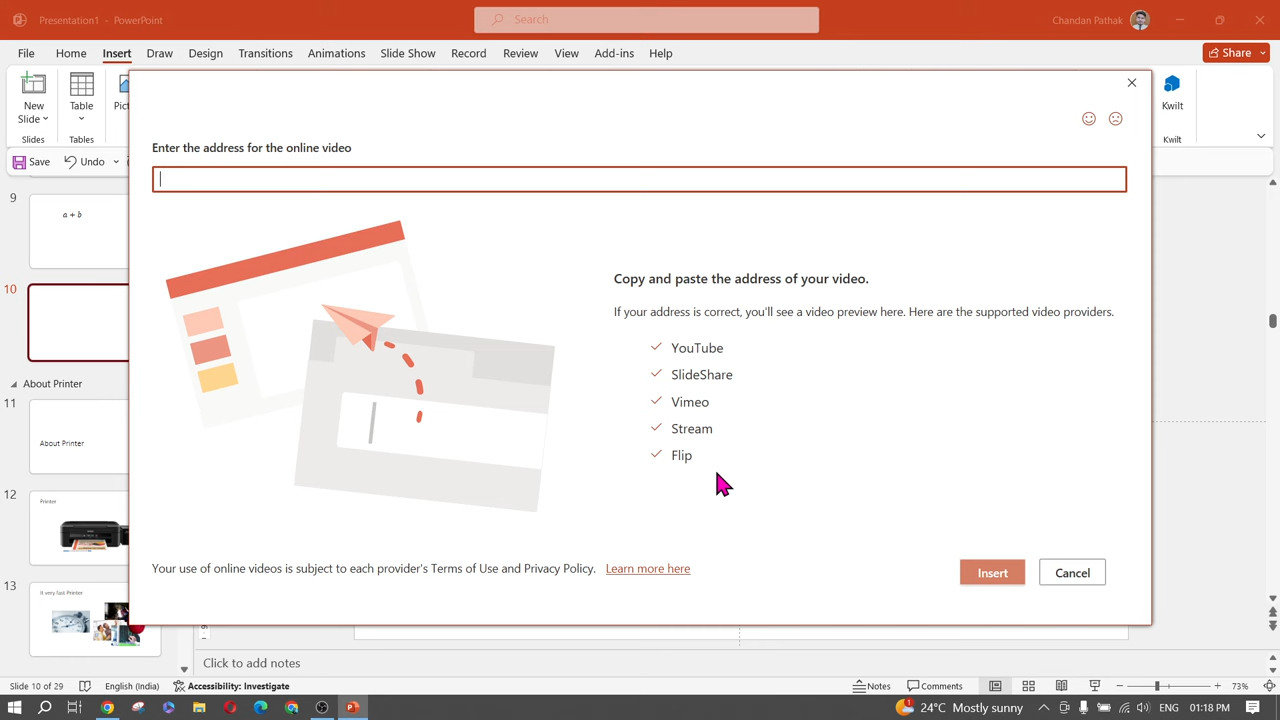 Presentation1 - PowerPoint
Search
Chandan Pathak
File Home Insert Draw Design Transitions Animations Slide Show Record Review View Add-ins Help
Share
New Slide
Table
Kwilt
Slides
Tables
Kwilt
Save
Undo
Enter the address for the online video
9
a + b
10
About Printer
11
About Printer
12
Printer
13
It very fast Printer
Copy and paste the address of your video.
If your address is correct, you'll see a video preview here. Here are the supported video providers.
YouTube
SlideShare
Vimeo
Stream
Flip
Your use of online videos is subject to each provider's Terms of Use and Privacy Policy. Learn more here
Insert
Cancel
Click to add notes
Slide 10 of 29
English (India)
Accessibility: Investigate
Notes
Comments
73%
24°C Mostly sunny
ENG
01:18 PM